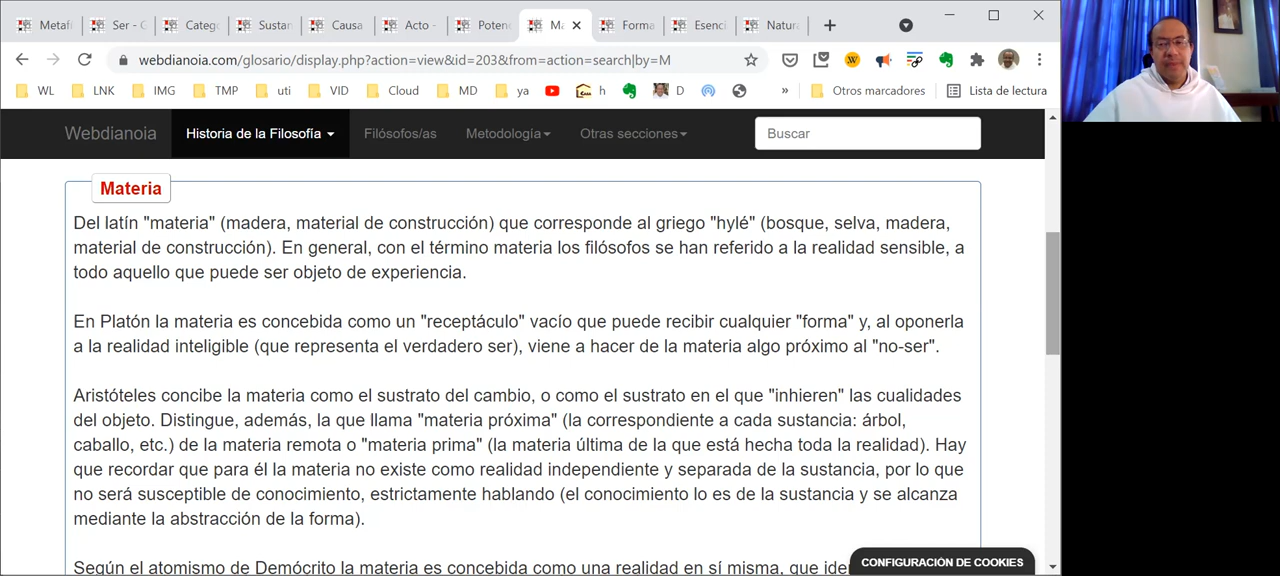 Metaf
Ser - G
Catego
Sustan
Causa
Acto -
Poten
Ma
Forma
Esenci
Natura
webdianoia.com/glosario/display.php?action=view&id=203&from=action=search|by=M
WL
LNK
IMG
TMP
uti
VID
Cloud
MD
ya
h
D
»
Otros marcadores
Lista de lectura
Webdianoia
Historia de la Filosofía
Filósofos/as
Metodología
Otras secciones
Buscar
Materia
Del latín "materia" (madera, material de construcción) que corresponde al griego "hylé" (bosque, selva, madera,
material de construcción). En general, con el término materia los filósofos se han referido a la realidad sensible, a
todo aquello que puede ser objeto de experiencia.
En Platón la materia es concebida como un "receptáculo" vacío que puede recibir cualquier "forma" y, al oponerla
a la realidad inteligible (que representa el verdadero ser), viene a hacer de la materia algo próximo al "no-ser".
Aristóteles concibe la materia como el sustrato del cambio, o como el sustrato en el que "inhieren" las cualidades
del objeto. Distingue, además, la que llama "materia próxima" (la correspondiente a cada sustancia: árbol,
caballo, etc.) de la materia remota o "materia prima" (la materia última de la que está hecha toda la realidad). Hay
que recordar que para él la materia no existe como realidad independiente y separada de la sustancia, por lo que
no será susceptible de conocimiento, estrictamente hablando (el conocimiento lo es de la sustancia y se alcanza
mediante la abstracción de la forma).
Según el atomismo de Demócrito la materia es concebida como una realidad en sí misma, que iden
CONFIGURACIÓN DE COOKIES